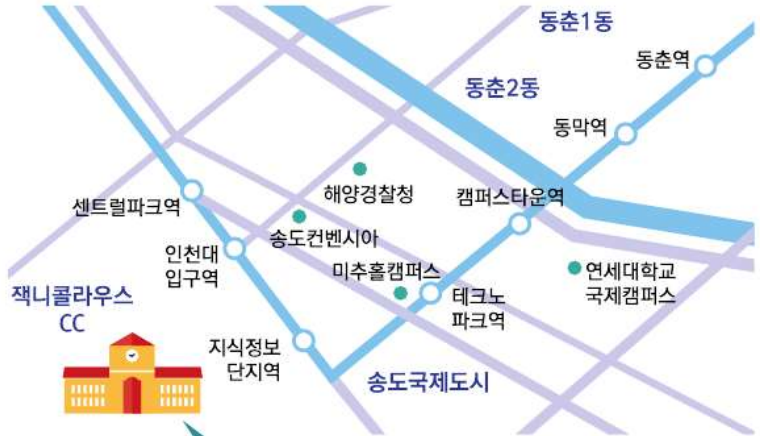 동춘1동
동춘역
동춘2동
동막역
해양경찰청
캠퍼스타운역
센트럴파크역
송도컨벤시아
인천대
입구역
미추홀캠퍼스
연세대학교
국제캠퍼스
잭니콜라우스
CC
테크노
파크역
지식정보
단지역
송도국제도시